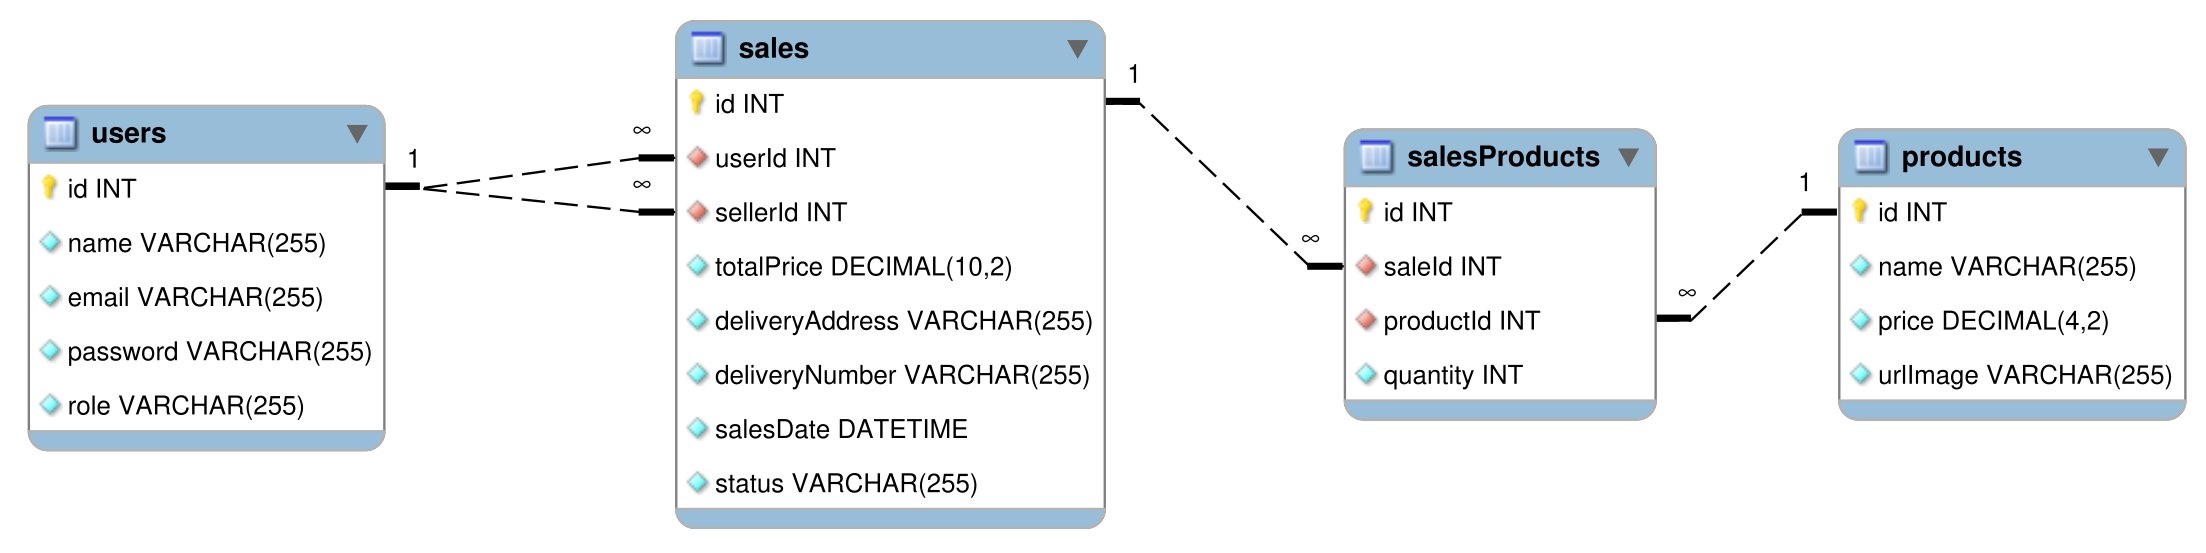 users
id INT
name VARCHAR(255)
email VARCHAR(255)
password VARCHAR(255)
role VARCHAR(255)
1
∞
∞
sales
id INT
userId INT
sellerId INT
totalPrice DECIMAL(10,2)
deliveryAddress VARCHAR(255)
deliveryNumber VARCHAR(255)
salesDate DATETIME
status VARCHAR(255)
1
∞
salesProducts
id INT
saleId INT
productId INT
quantity INT
∞
1
products
id INT
name VARCHAR(255)
price DECIMAL(4,2)
urlImage VARCHAR(255)